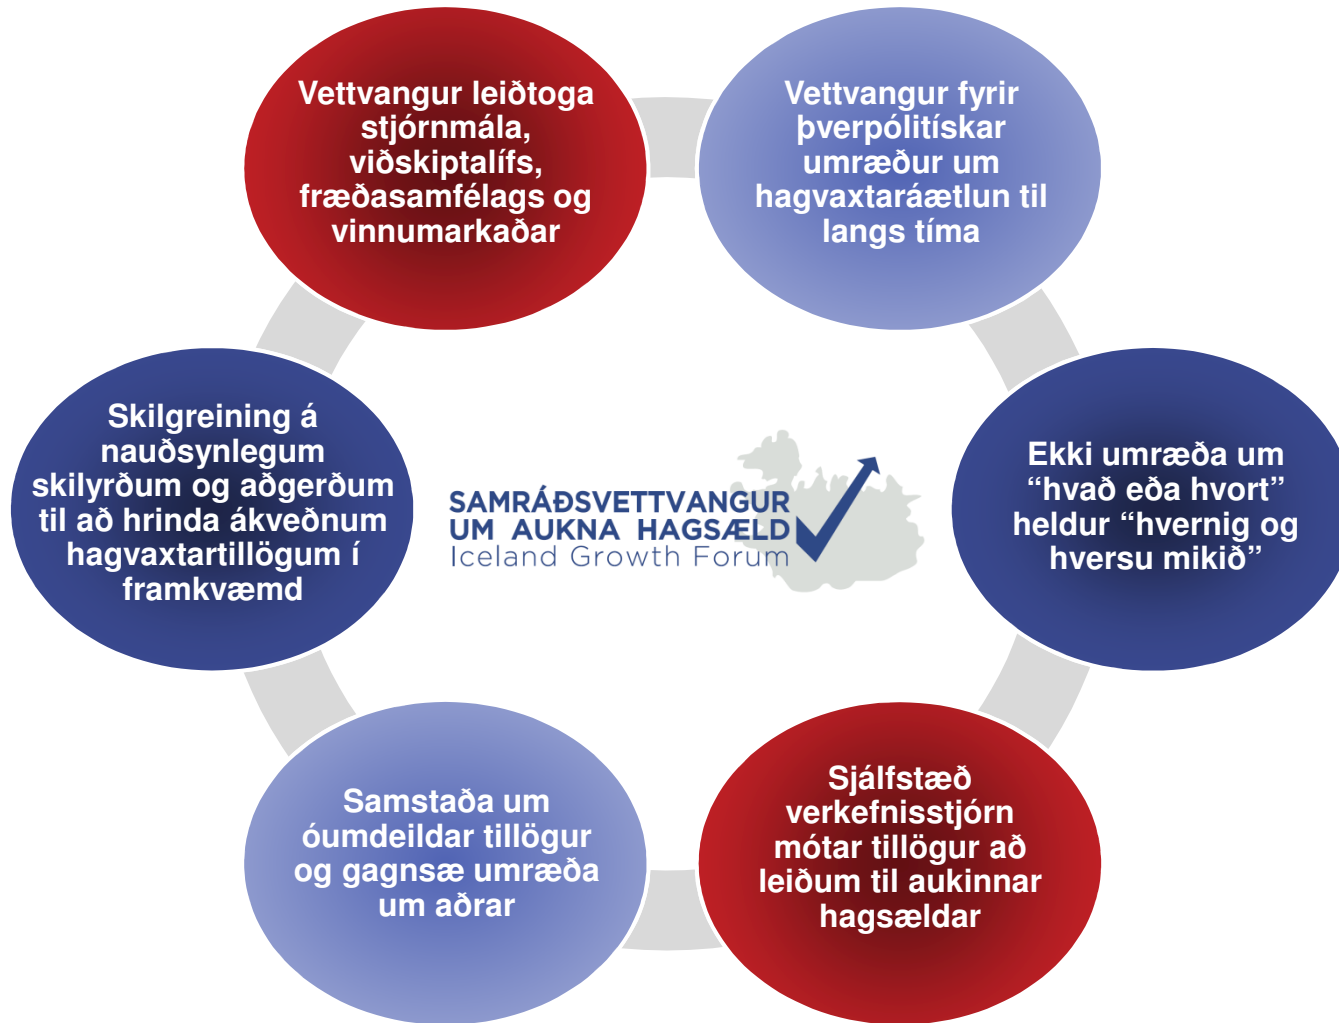 Vettvangur leiðtoga
stjórnmála,
viðskiptalífs,
fræðasamfélags og
vinnumarkaðar
Vettvangur fyrir
þverpólitískar
umræður um
hagvaxtaráætlun til
langs tíma
Ekki umræða um
“hvað eða hvort”
heldur “hvernig og
hversu mikið”
Sjálfstæð
verkefnisstjórn
mótar tillögur að
leiðum til aukinnar
hagsældar
Samstaða um
óumdeildar tillögur
og gagnsæ umræða
um aðrar
Skilgreining á
nauðsynlegum
skilyrðum og aðgerðum
til að hrinda ákveðnum
hagvaxtartillögum í
framkvæmd
SAMRÁÐSVETTVANGUR
UM AUKNA HAGSÆLD
Iceland Growth Forum